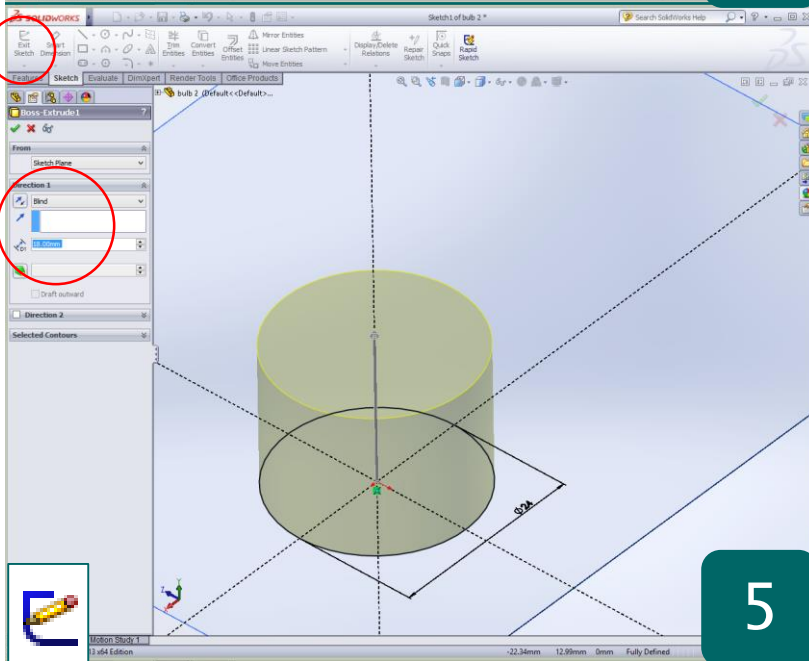 SOLIDWORKS
Sketch1 of bulb 2 *
Search SolidWorks Help
Exit Sketch
Smart Dimension
Trim Entities
Convert Entities
Offset Entities
Mirror Entities
Linear Sketch Pattern
Move Entities
Display/Delete Relations
Repair Sketch
Quick Snaps
Rapid Sketch
Features
Sketch
Evaluate
DimXpert
Render Tools
Office Products
bulb 2 (Default<<Default>...
Boss-Extrude1
?
From
Sketch Plane
Direction 1
Blind
18.00mm
Draft outward
Direction 2
Selected Contours
Ø24
5
Motion Study 1
x64 Edition
-22.34mm 12.99mm 0mm Fully Defined